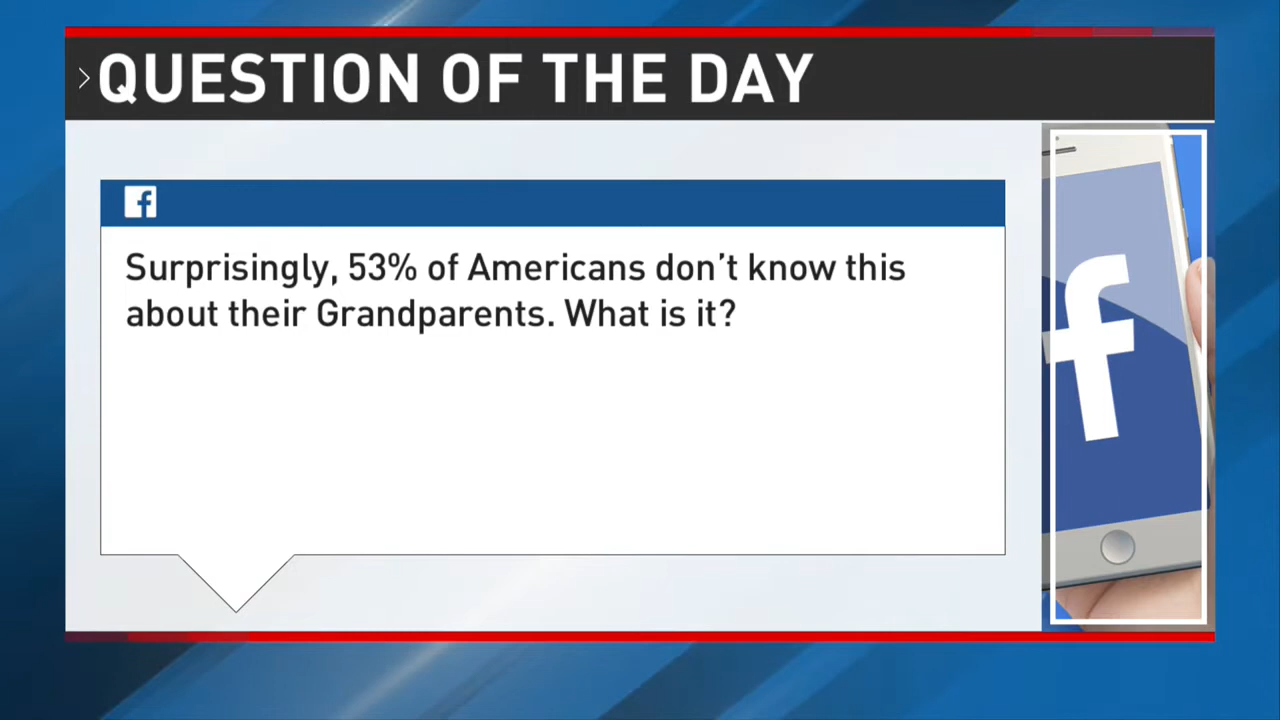 QUESTION OF THE DAY
Surprisingly, 53% of Americans don't know this
about their Grandparents. What is it?